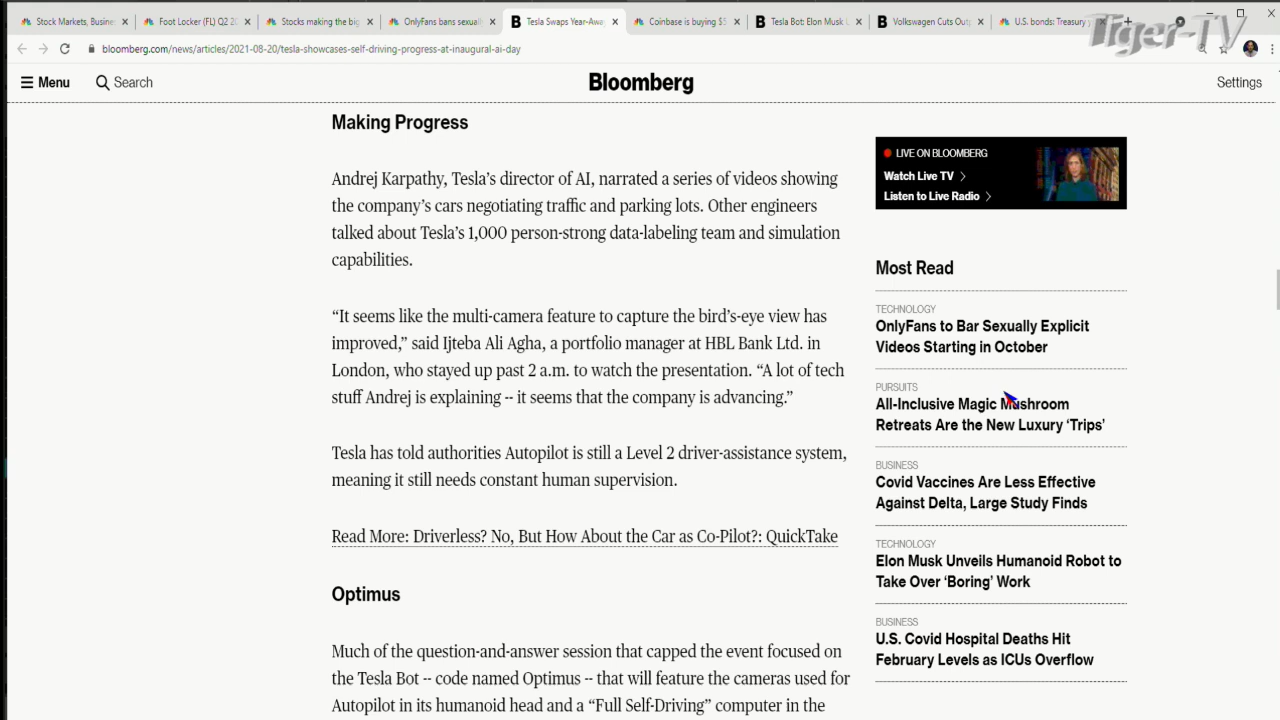 Stock Markets, Busine
Foot Locker (FL) Q2 20
Stocks making the big
OnlyFans bans sexuall
Tesla Swaps Year-Awa
Coinbase is buying $5
Tesla Bot: Elon Musk U
Volkswagen Cuts Out
U.S. bonds: Treasury y
Tiger-TV
bloomberg.com/news/articles/2021-08-20/tesla-showcases-self-driving-progress-at-inaugural-ai-day
Menu
Search
Bloomberg
Settings
Making Progress
Andrej Karpathy, Tesla’s director of AI, narrated a series of videos showing
the company’s cars negotiating traffic and parking lots. Other engineers
talked about Tesla’s 1,000 person-strong data-labeling team and simulation
capabilities.
“It seems like the multi-camera feature to capture the bird’s-eye view has
improved,” said Ijteba Ali Agha, a portfolio manager at HBL Bank Ltd. in
London, who stayed up past 2 a.m. to watch the presentation. “A lot of tech
stuff Andrej is explaining -- it seems that the company is advancing.”
Tesla has told authorities Autopilot is still a Level 2 driver-assistance system,
meaning it still needs constant human supervision.
Read More: Driverless? No, But How About the Car as Co-Pilot?: QuickTake
Optimus
Much of the question-and-answer session that capped the event focused on
the Tesla Bot -- code named Optimus -- that will feature the cameras used for
Autopilot in its humanoid head and a “Full Self-Driving” computer in the
LIVE ON BLOOMBERG
Watch Live TV
Listen to Live Radio
Most Read
TECHNOLOGY
OnlyFans to Bar Sexually Explicit
Videos Starting in October
PURSUITS
All-Inclusive Magic Mushroom
Retreats Are the New Luxury ‘Trips’
BUSINESS
Covid Vaccines Are Less Effective
Against Delta, Large Study Finds
TECHNOLOGY
Elon Musk Unveils Humanoid Robot to
Take Over ‘Boring’ Work
BUSINESS
U.S. Covid Hospital Deaths Hit
February Levels as ICUs Overflow